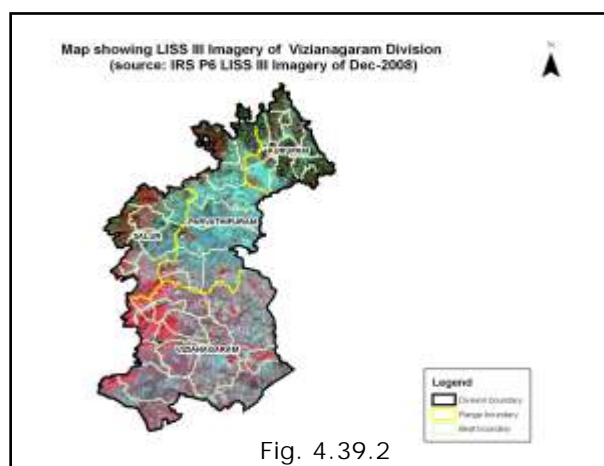 Map showing LISS III Imagery of Vizianagaram Division
(source: IRS P6 LISS III Imagery of Dec-2008)
N
KURUPAM
PARVATHIPURAM
SALUR
VIZIANAGARAM
Legend
Division boundary
Range boundary
Beat boundary
Fig. 4.39.2